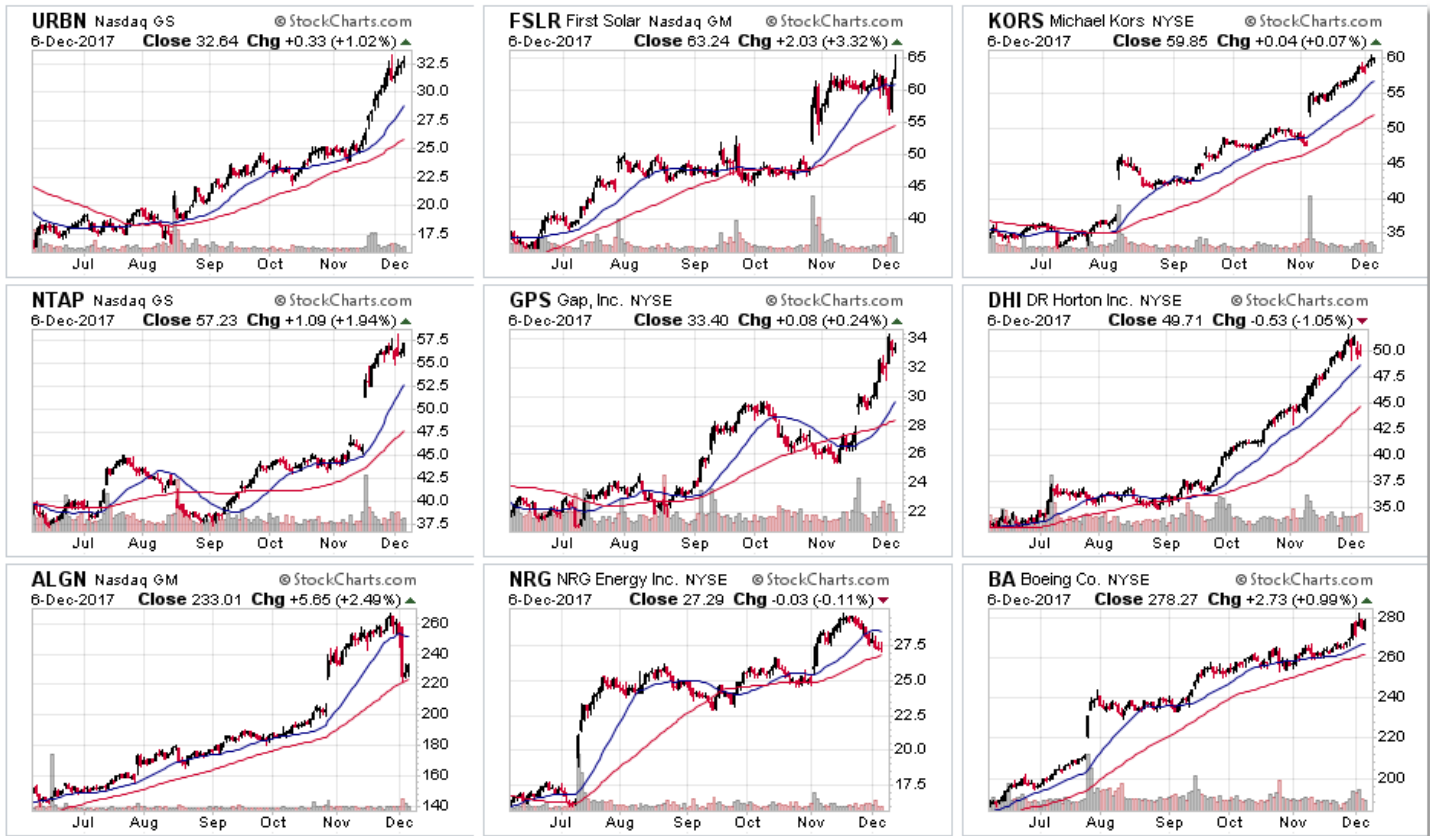 URBN Nasdaq GS © StockCharts.com
6-Dec-2017 Close 32.64 Chg +0.33 (+1.02%)
32.5
30.0
27.5
25.0
22.5
20.0
17.5
Jul Aug Sep Oct Nov Dec
FSLR First Solar Nasdaq GM © StockCharts.com
6-Dec-2017 Close 63.24 Chg +2.03 (+3.32%)
65
60
55
50
45
40
Jul Aug Sep Oct Nov Dec
KORS Michael Kors NYSE © StockCharts.com
6-Dec-2017 Close 59.85 Chg +0.04 (+0.07%)
60
55
50
45
40
35
Jul Aug Sep Oct Nov Dec
NTAP Nasdaq GS © StockCharts.com
6-Dec-2017 Close 57.23 Chg +1.09 (+1.94%)
57.5
55.0
52.5
50.0
47.5
45.0
42.5
40.0
37.5
Jul Aug Sep Oct Nov Dec
GPS Gap, Inc. NYSE © StockCharts.com
6-Dec-2017 Close 33.40 Chg +0.08 (+0.24%)
34
32
30
28
26
24
22
Jul Aug Sep Oct Nov Dec
DHI DR Horton Inc. NYSE © StockCharts.com
6-Dec-2017 Close 49.71 Chg -0.53 (-1.05%)
50.0
47.5
45.0
42.5
40.0
37.5
35.0
Jul Aug Sep Oct Nov Dec
ALGN Nasdaq GM © StockCharts.com
6-Dec-2017 Close 233.01 Chg +5.65 (+2.49%)
260
240
220
200
180
160
140
Jul Aug Sep Oct Nov Dec
NRG NRG Energy Inc. NYSE © StockCharts.com
6-Dec-2017 Close 27.29 Chg -0.03 (-0.11%)
27.5
25.0
22.5
20.0
17.5
Jul Aug Sep Oct Nov Dec
BA Boeing Co. NYSE © StockCharts.com
6-Dec-2017 Close 278.27 Chg +2.73 (+0.99%)
280
260
240
220
200
Jul Aug Sep Oct Nov Dec